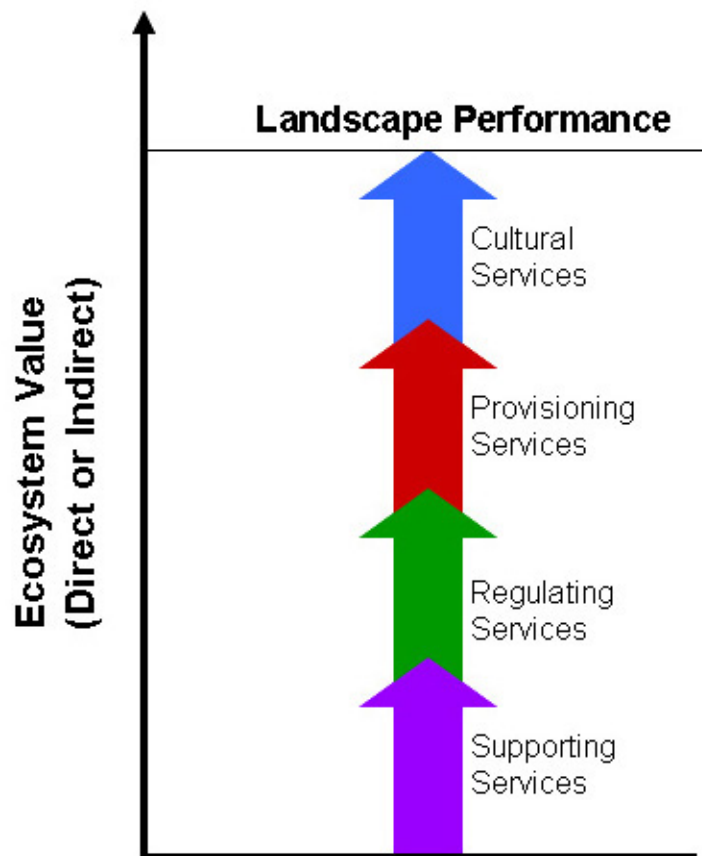 Landscape Performance
Ecosystem Value
(Direct or Indirect)
Cultural
Services
Provisioning
Services
Regulating
Services
Supporting
Services